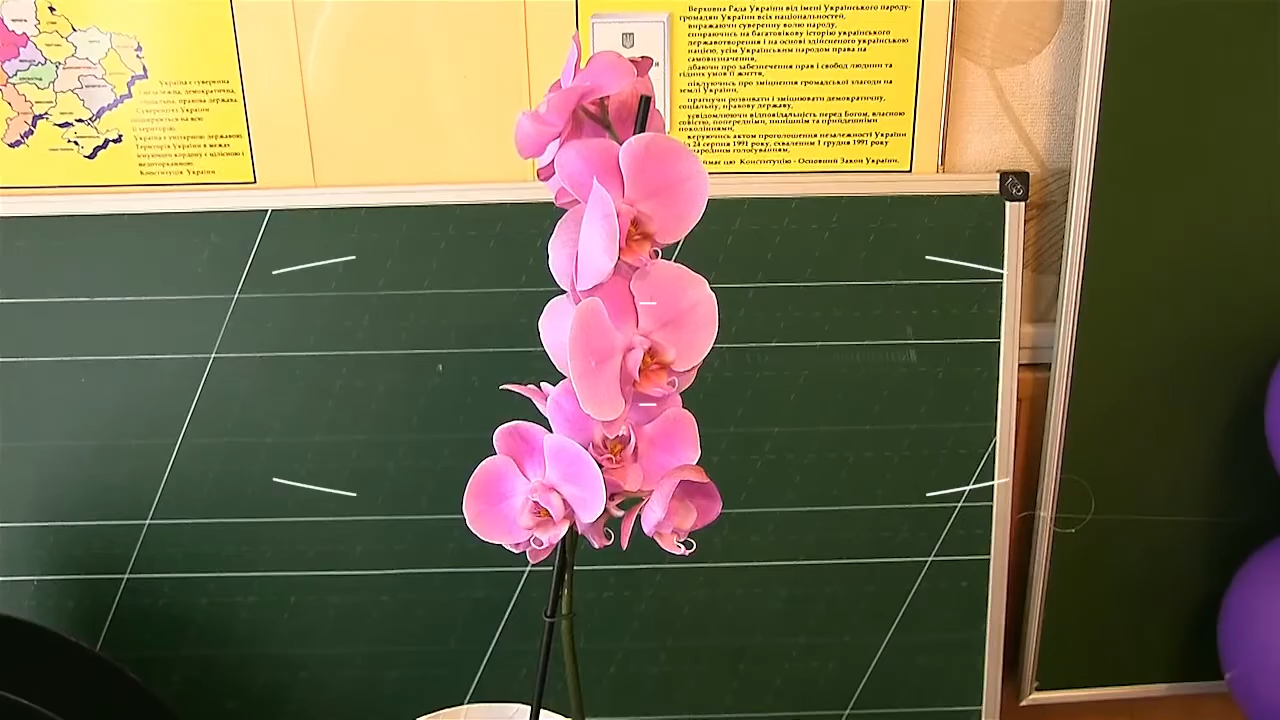 Україна є суверенна
і незалежна, демократична,
соціальна, правова держава.
Суверенітет України
поширюється на всю
її територію.
Україна є унітарною державою.
Територія України в межах
існуючого кордону є цілісною і
недоторканною.
Конституція України
Верховна Рада України від імені Українського народу-
громадян України всіх національностей,
виражаючи суверенну волю народу,
спираючись на багатовікову історію українського
державотворення і на основі здійсненого українською
нацією, усім Українським народом права на
самовизначення,
дбаючи про забезпечення прав і свобод людини та
гідних умов її життя,
піклуючись про зміцнення громадської злагоди на
землі України,
прагнучи розвивати і зміцнювати демократичну,
соціальну, правову державу,
усвідомлюючи відповідальність перед Богом, власною
совістю, попередніми, нинішнім та прийдешніми
поколіннями,
керуючись актом проголошення незалежності України
від 24 серпня 1991 року, схваленим 1 грудня 1991 року
народним голосуванням,
приймає цю Конституцію - Основний Закон України.